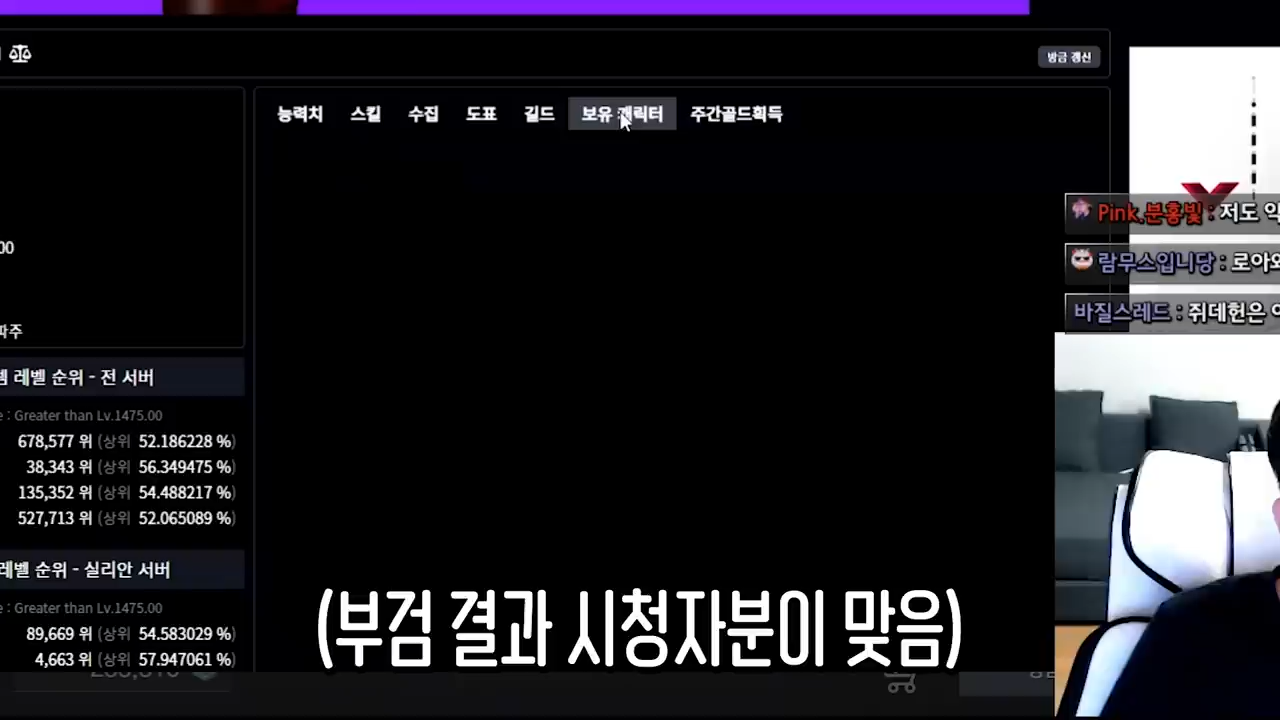 방금 갱신
능력치 스킬 수집 도표 길드 보유 캐릭터 주간골드획득
Pink.분홍빛 : 저도
람무스입니당 : 로아와
바질스레드 : 쥐데헌은
00
파주
레벨 순위 - 전 서버
: Greater than Lv.1475.00
678,577 위 (상위 52.186228 %)
38,343 위 (상위 56.349475 %)
135,352 위 (상위 54.488217 %)
527,713 위 (상위 52.065089 %)
레벨 순위 - 실리안 서버
: Greater than Lv.1475.00
89,669 위 (상위 54.583029 %)
4,663 위 (상위 57.947061 %)
(부검 결과 시청자분이 맞음)